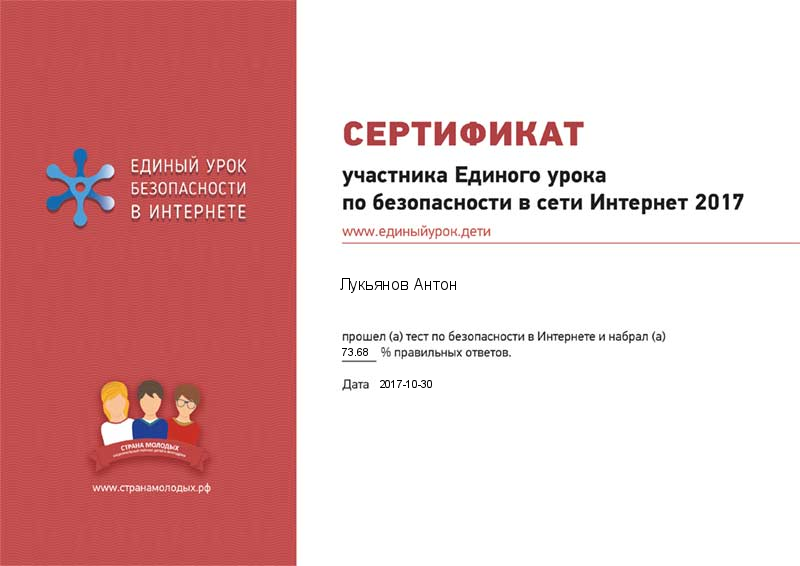 ЕДИНЫЙ УРОК
БЕЗОПАСНОСТИ
В ИНТЕРНЕТЕ
СТРАНА МОЛОДЫХ
www.странамолодых.рф
СЕРТИФИКАТ
участника Единого урока
по безопасности в сети Интернет 2017
www.единыйурок.дети
Лукьянов Антон
прошел (а) тест по безопасности в Интернете и набрал (а)
73.68 % правильных ответов.
Дата 2017-10-30